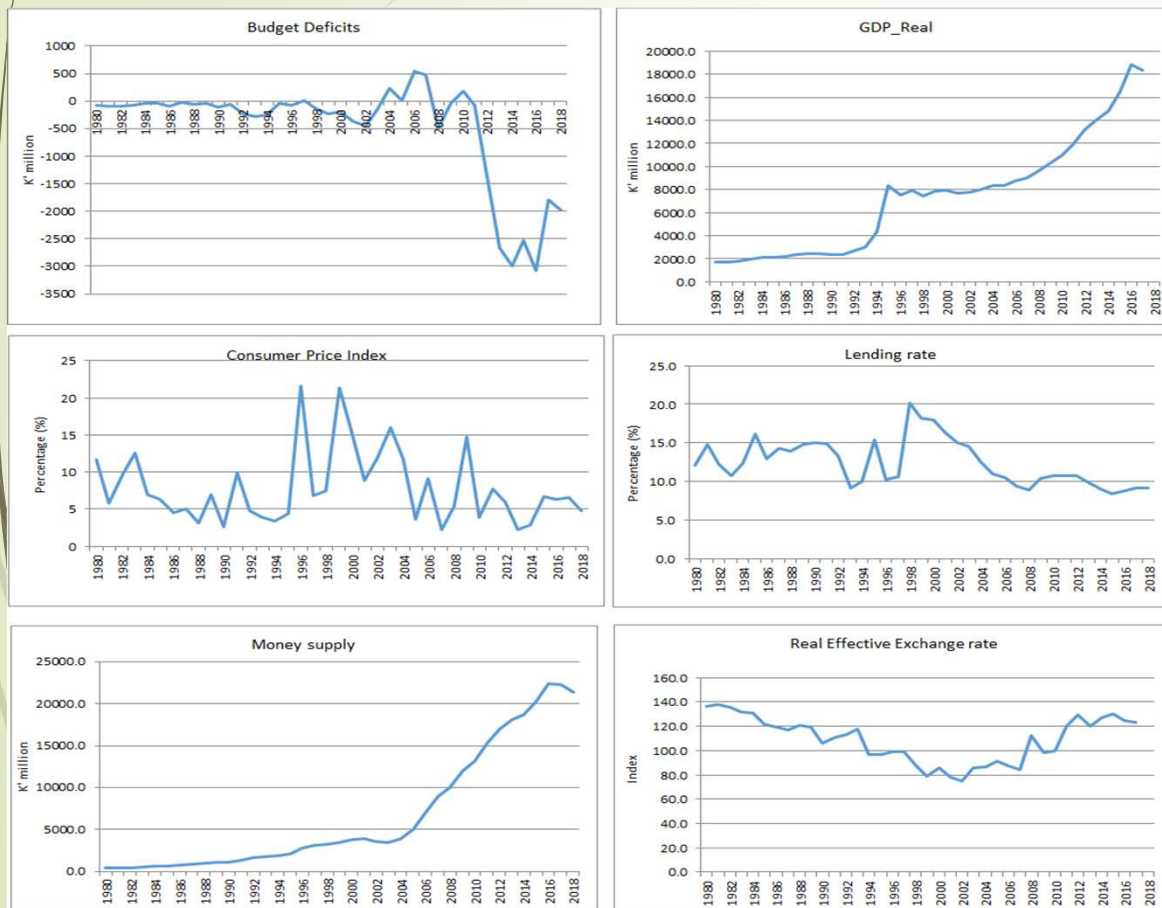 Budget Deficits
K' million
1000
500
0
-500
-1000
-1500
-2000
-2500
-3000
-3500
1980 1982 1984 1986 1988 1990 1992 1994 1996 1998 2000 2002 2004 2006 2008 2010 2012 2014 2016 2018
GDP_Real
K' million
20000.0
18000.0
16000.0
14000.0
12000.0
10000.0
8000.0
6000.0
4000.0
2000.0
0.0
1980 1982 1984 1986 1988 1990 1992 1994 1996 1998 2000 2002 2004 2006 2008 2010 2012 2014 2016 2018
Consumer Price Index
Percentage (%)
25
20
15
10
5
0
1980 1982 1984 1986 1988 1990 1992 1994 1996 1998 2000 2002 2004 2006 2008 2010 2012 2014 2016 2018
Lending rate
Percentage (%)
25.0
20.0
15.0
10.0
5.0
0.0
1980 1982 1984 1986 1988 1990 1992 1994 1996 1998 2000 2002 2004 2006 2008 2010 2012 2014 2016 2018
Money supply
K' million
25000.0
20000.0
15000.0
10000.0
5000.0
0.0
1980 1982 1984 1986 1988 1990 1992 1994 1996 1998 2000 2002 2004 2006 2008 2010 2012 2014 2016 2018
Real Effective Exchange rate
Index
160.0
140.0
120.0
100.0
80.0
60.0
40.0
20.0
0.0
1980 1982 1984 1986 1988 1990 1992 1994 1996 1998 2000 2002 2004 2006 2008 2010 2012 2014 2016 2018